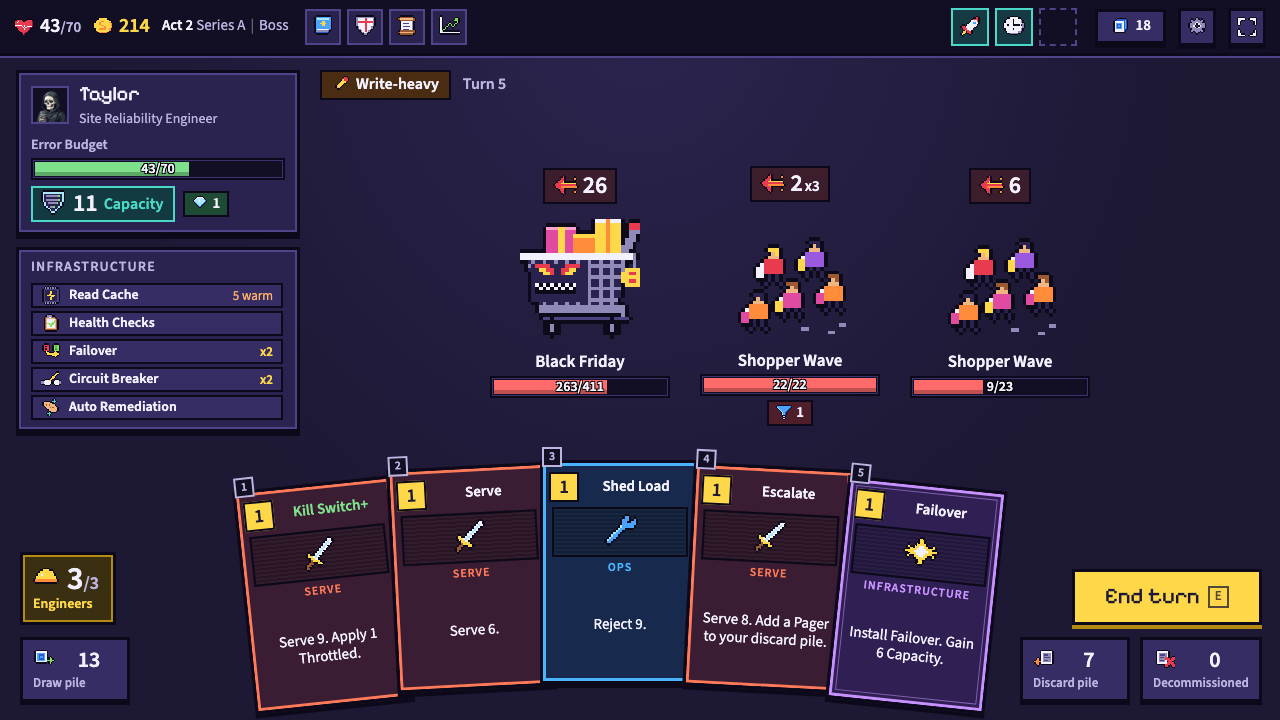 43/70
214
Act 2 Series A | Boss
18
Taylor
Site Reliability Engineer
Error Budget
43/70
11 Capacity
1
INFRASTRUCTURE
Read Cache 5 warm
Health Checks
Failover x2
Circuit Breaker x2
Auto Remediation
Write-heavy
Turn 5
26
2x3
6
Black Friday
263/411
Shopper Wave
22/22
1
Shopper Wave
9/23
1
1
Kill Switch+
SERVE
Serve 9. Apply 1
Throttled.
2
1
Serve
SERVE
Serve 6.
3
1
Shed Load
OPS
Reject 9.
4
1
Escalate
SERVE
Serve 8. Add a Pager
to your discard pile.
5
1
Failover
INFRASTRUCTURE
Install Failover. Gain
6 Capacity.
3/3
Engineers
13
Draw pile
End turn E
7
Discard pile
0
Decommissioned